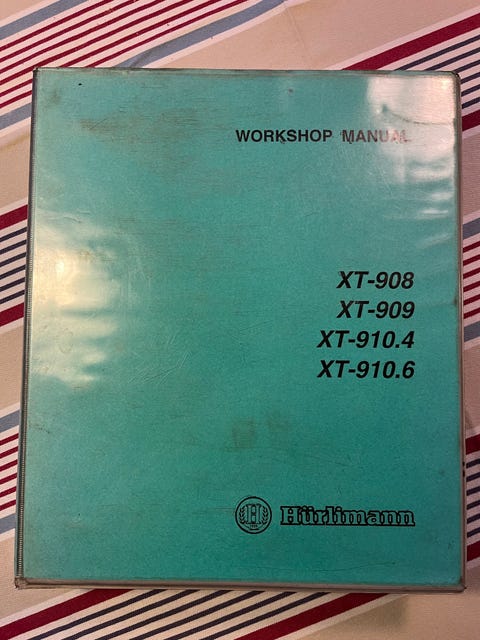 WORKSHOP MANUAL
XT-908
XT-909
XT-910.4
XT-910.6
H
Hürlimann